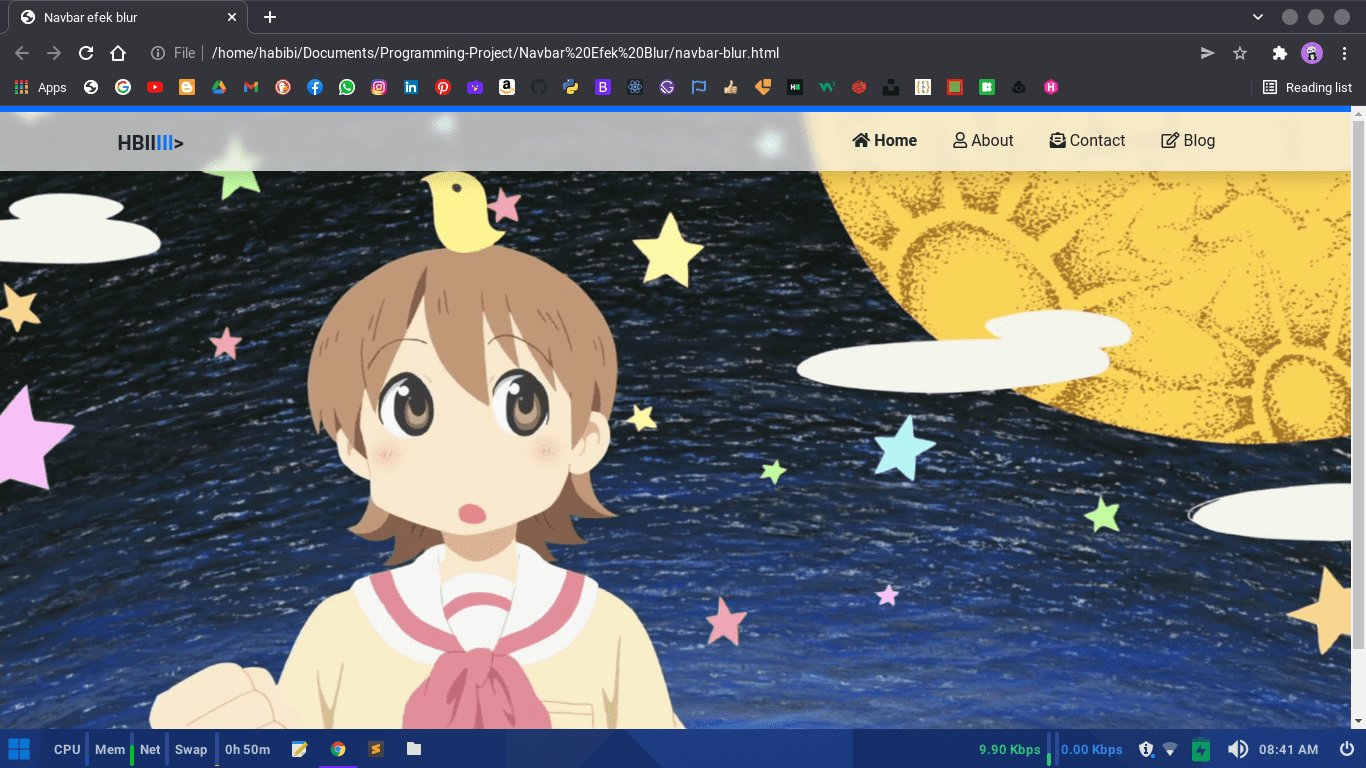 Navbar efek blur
File /home/habibi/Documents/Programming-Project/Navbar%20Efek%20Blur/navbar-blur.html
Apps
Reading list
HBIIIII> Home About Contact Blog
CPU Mem Net Swap 0h 50m 9.90 Kbps 0.00 Kbps 08:41 AM